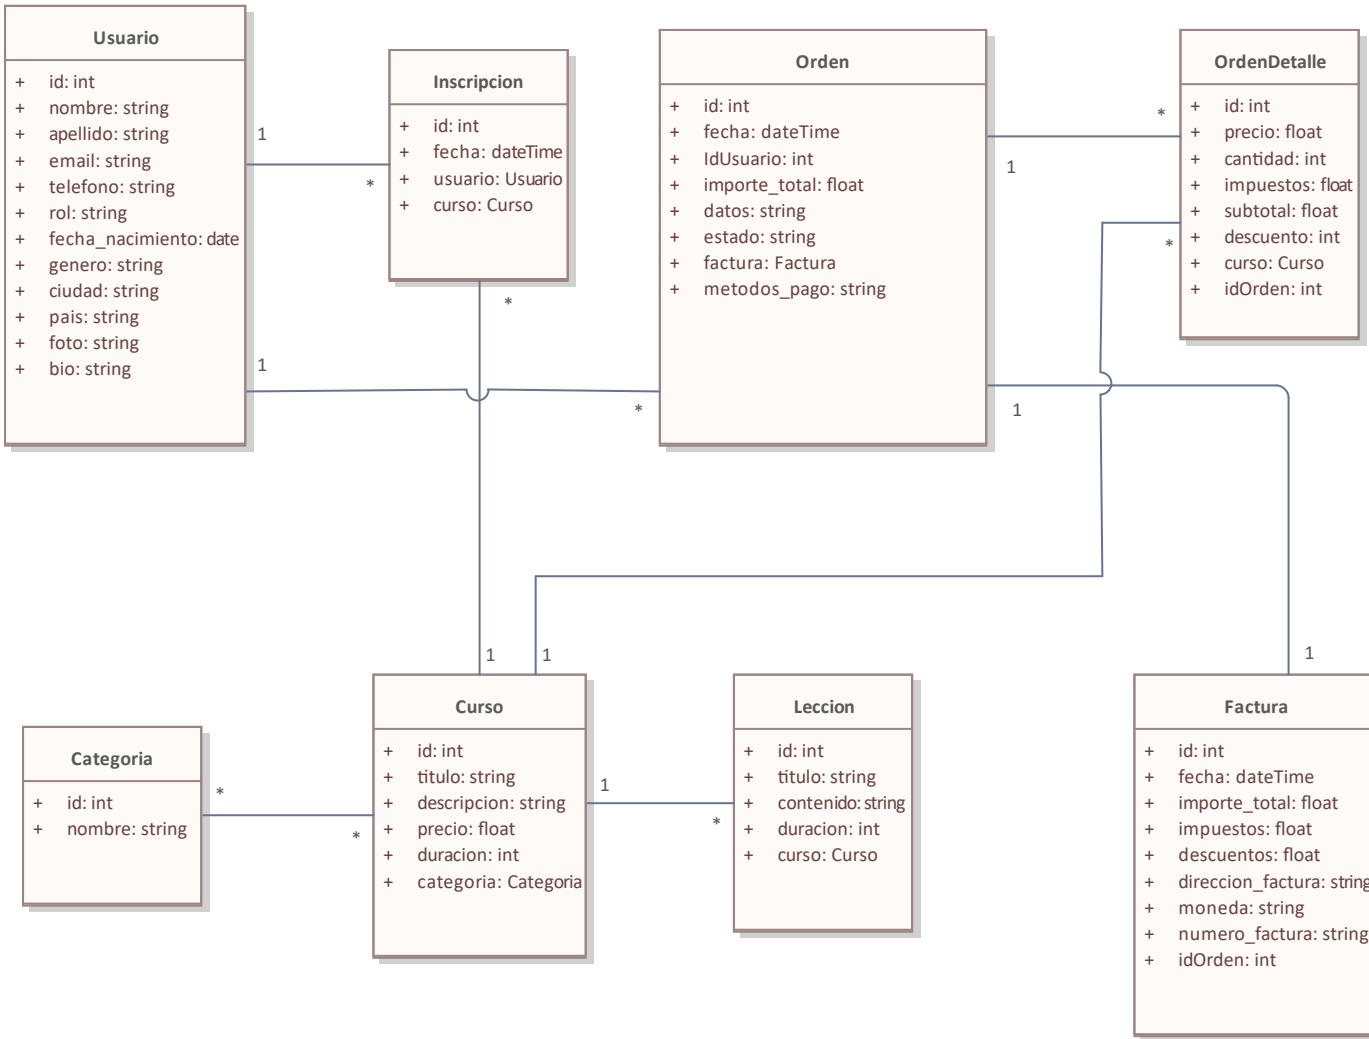 Usuario
+ id: int
+ nombre: string
+ apellido: string
+ email: string
+ telefono: string
+ rol: string
+ fecha_nacimiento: date
+ genero: string
+ ciudad: string
+ pais: string
+ foto: string
+ bio: string
1
*
1
*
Inscripcion
+ id: int
+ fecha: dateTime
+ usuario: Usuario
+ curso: Curso
*
Orden
+ id: int
+ fecha: dateTime
+ IdUsuario: int
+ importe_total: float
+ datos: string
+ estado: string
+ factura: Factura
+ metodos_pago: string
*
1
*
1
OrdenDetalle
+ id: int
+ precio: float
+ cantidad: int
+ impuestos: float
+ subtotal: float
+ descuento: int
+ curso: Curso
+ idOrden: int
1
1
1
Categoria
+ id: int
+ nombre: string
*
*
Curso
+ id: int
+ titulo: string
+ descripcion: string
+ precio: float
+ duracion: int
+ categoria: Categoria
1
*
Leccion
+ id: int
+ titulo: string
+ contenido: string
+ duracion: int
+ curso: Curso
Factura
+ id: int
+ fecha: dateTime
+ importe_total: float
+ impuestos: float
+ descuentos: float
+ direccion_factura: string
+ moneda: string
+ numero_factura: string
+ idOrden: int